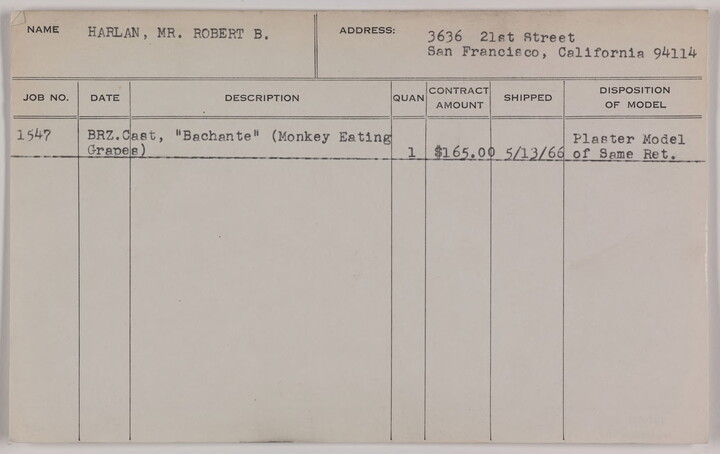 NAME HARLAN, MR. ROBERT B. ADDRESS: 3636 21st Street
San Francisco, California 94114
JOB NO. DATE DESCRIPTION QUAN CONTRACT AMOUNT SHIPPED DISPOSITION OF MODEL
1547 BRZ.Cast, "Bachante" (Monkey Eating Plaster Model
Grapes) 1 $165.00 5/13/66 of Same Ret.